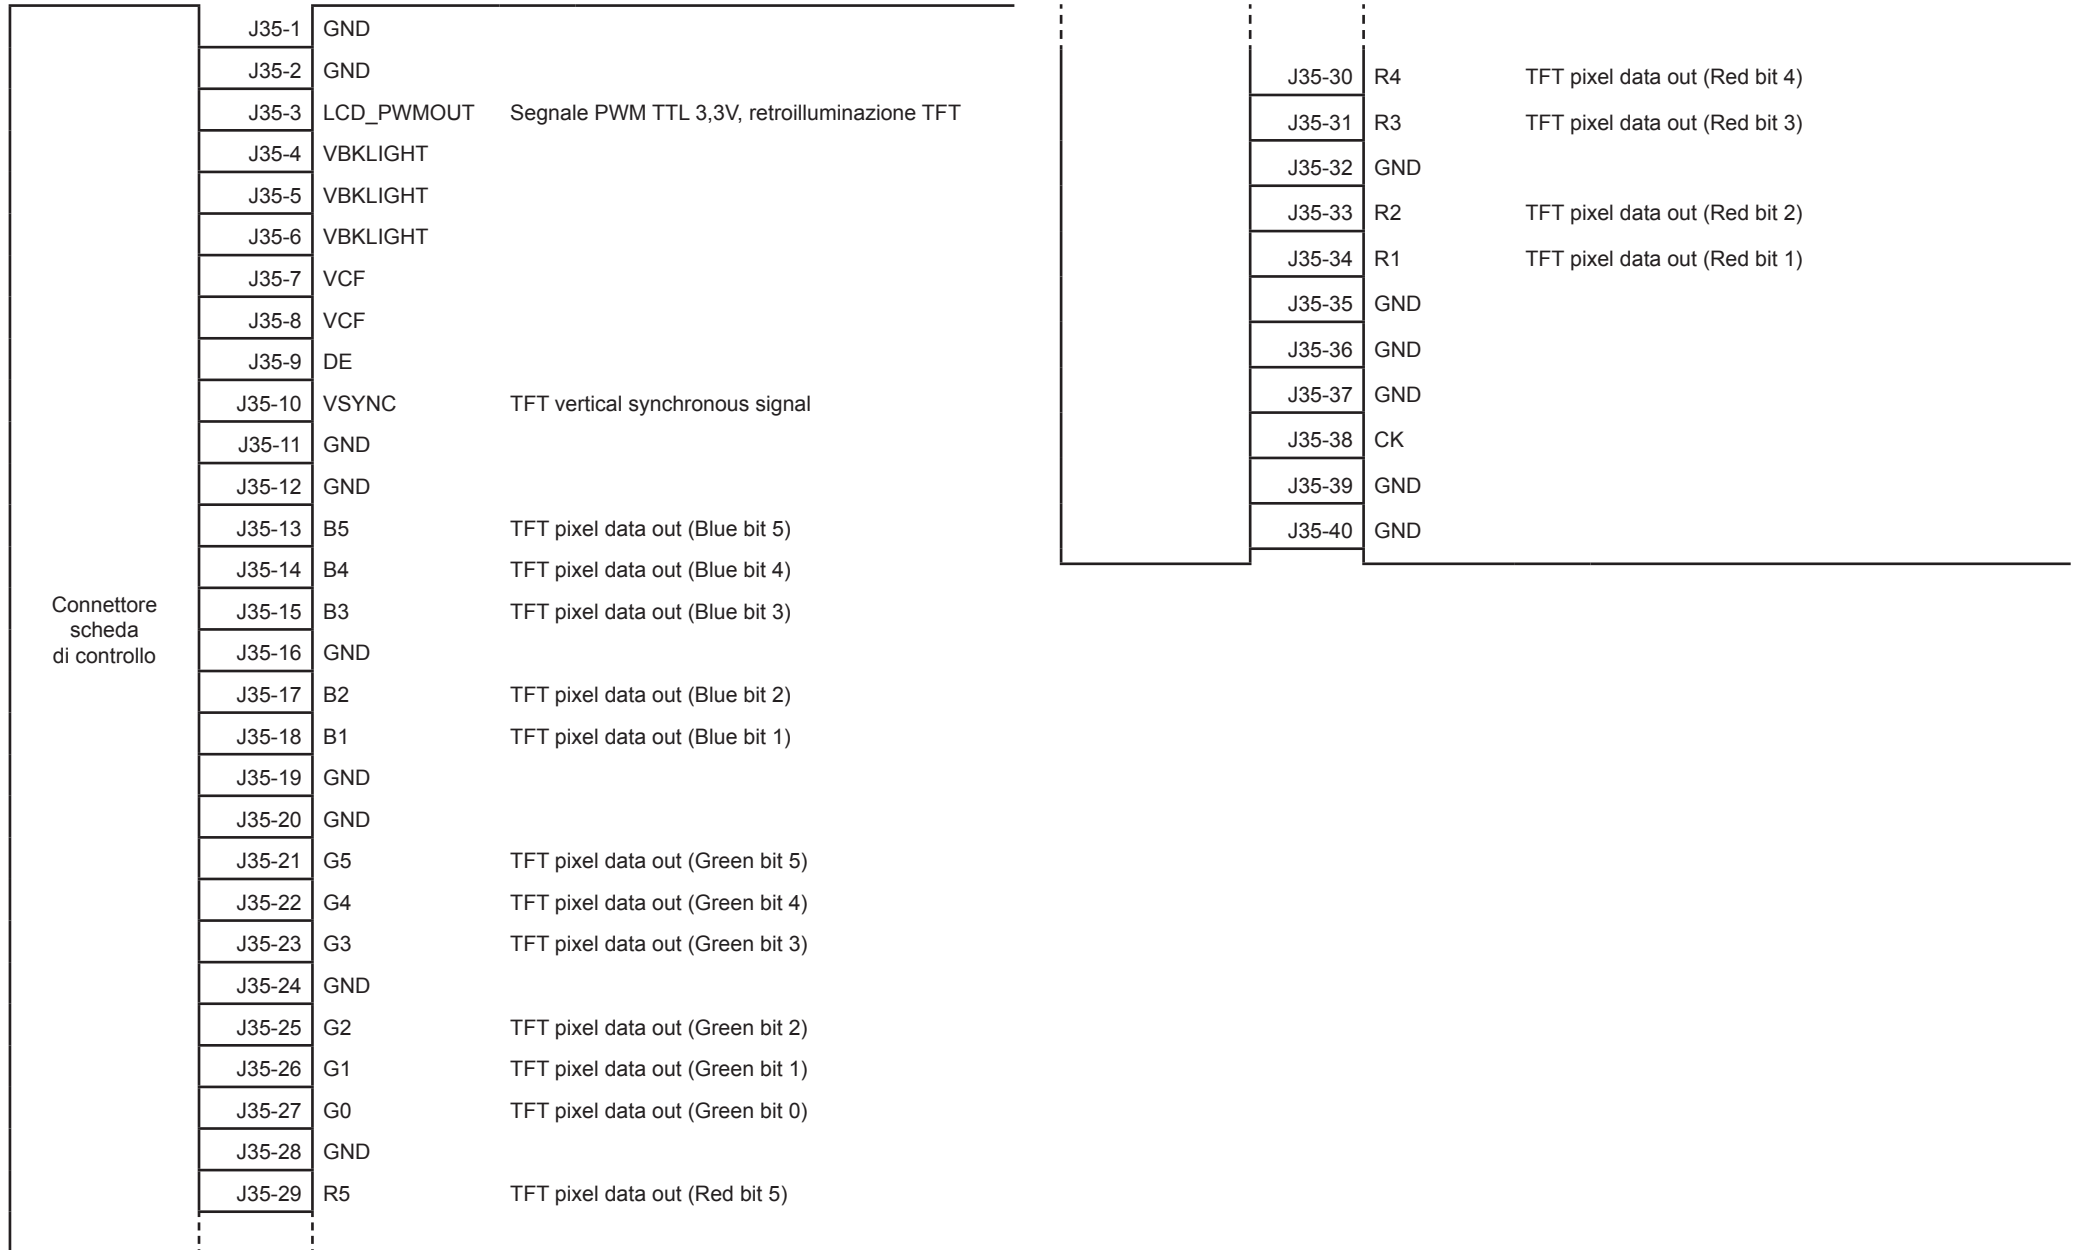 Connettore
scheda
di controllo
J35-1 GND
J35-2 GND
J35-3 LCD_PWMOUT Segnale PWM TTL 3,3V, retroilluminazione TFT
J35-4 VBKLIGHT
J35-5 VBKLIGHT
J35-6 VBKLIGHT
J35-7 VCF
J35-8 VCF
J35-9 DE
J35-10 VSYNC TFT vertical synchronous signal
J35-11 GND
J35-12 GND
J35-13 B5 TFT pixel data out (Blue bit 5)
J35-14 B4 TFT pixel data out (Blue bit 4)
J35-15 B3 TFT pixel data out (Blue bit 3)
J35-16 GND
J35-17 B2 TFT pixel data out (Blue bit 2)
J35-18 B1 TFT pixel data out (Blue bit 1)
J35-19 GND
J35-20 GND
J35-21 G5 TFT pixel data out (Green bit 5)
J35-22 G4 TFT pixel data out (Green bit 4)
J35-23 G3 TFT pixel data out (Green bit 3)
J35-24 GND
J35-25 G2 TFT pixel data out (Green bit 2)
J35-26 G1 TFT pixel data out (Green bit 1)
J35-27 G0 TFT pixel data out (Green bit 0)
J35-28 GND
J35-29 R5 TFT pixel data out (Red bit 5)
J35-30 R4 TFT pixel data out (Red bit 4)
J35-31 R3 TFT pixel data out (Red bit 3)
J35-32 GND
J35-33 R2 TFT pixel data out (Red bit 2)
J35-34 R1 TFT pixel data out (Red bit 1)
J35-35 GND
J35-36 GND
J35-37 GND
J35-38 CK
J35-39 GND
J35-40 GND